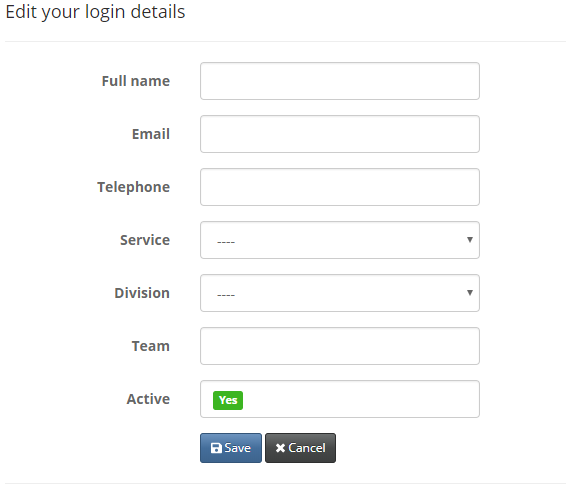 Edit your login details
Full name
Email
Telephone
Service ----
Division ----
Team
Active Yes
Save Cancel